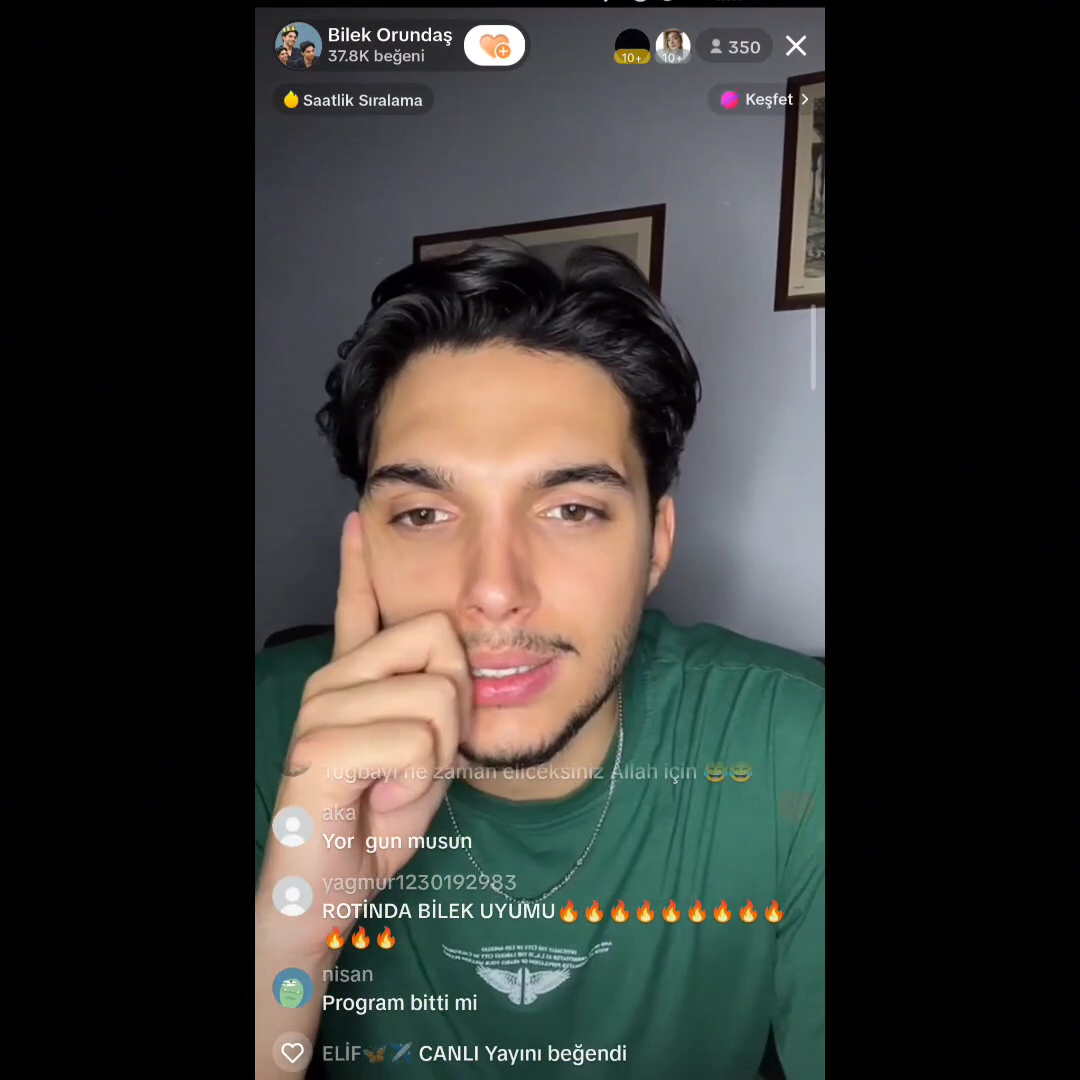 Bilek Orundaş
37.8K beğeni
10+
10+
350
Saatlik Sıralama
Keşfet
Tuğbayı ne zaman eliceksiniz Allah için 😅😅
aka
Yor gun musun
yagmur1230192983
ROTİNDA BİLEK UYUMU🔥🔥🔥🔥🔥🔥🔥🔥🔥
🔥🔥🔥
nisan
Program bitti mi
ELİF🦋✈️ CANLI Yayını beğendi